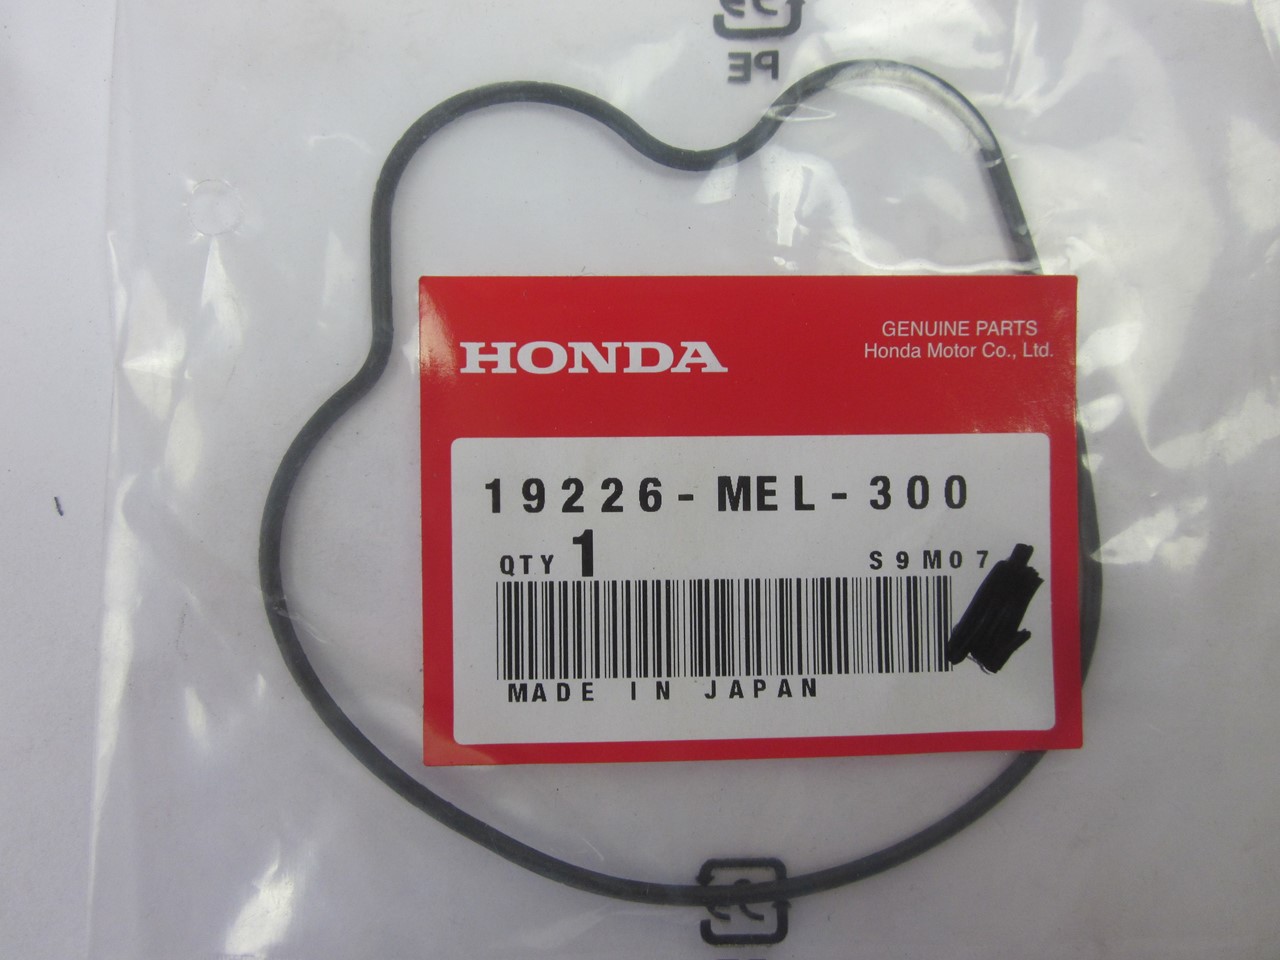 PE
HONDA
GENUINE PARTS
Honda Motor Co., Ltd.
19226-MEL-300
QTY 1
S9M07
MADE IN JAPAN